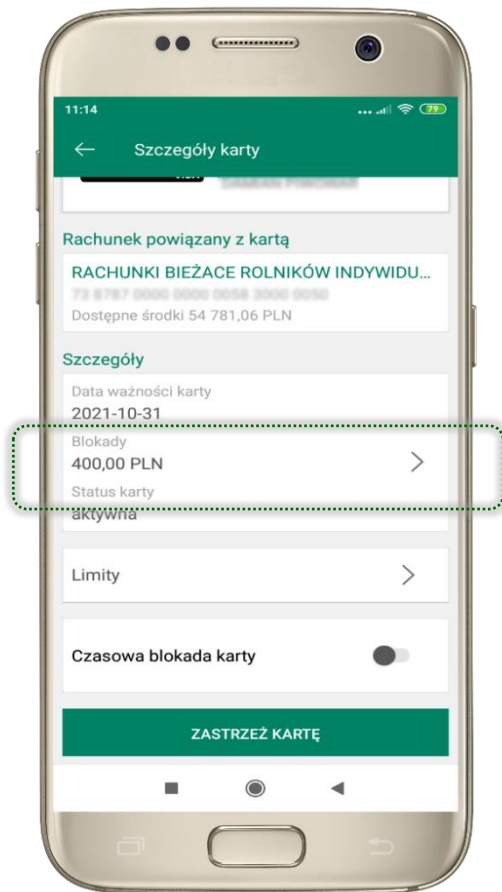 11:14
79
Szczegóły karty
Rachunek powiązany z kartą
RACHUNKI BIEŻACE ROLNIKÓW INDYWIDU...
Dostępne środki 54 781,06 PLN
Szczegóły
Data ważności karty
2021-10-31
Blokady
400,00 PLN
Status karty
aktywna
Limity
Czasowa blokada karty
ZASTRZEŻ KARTĘ